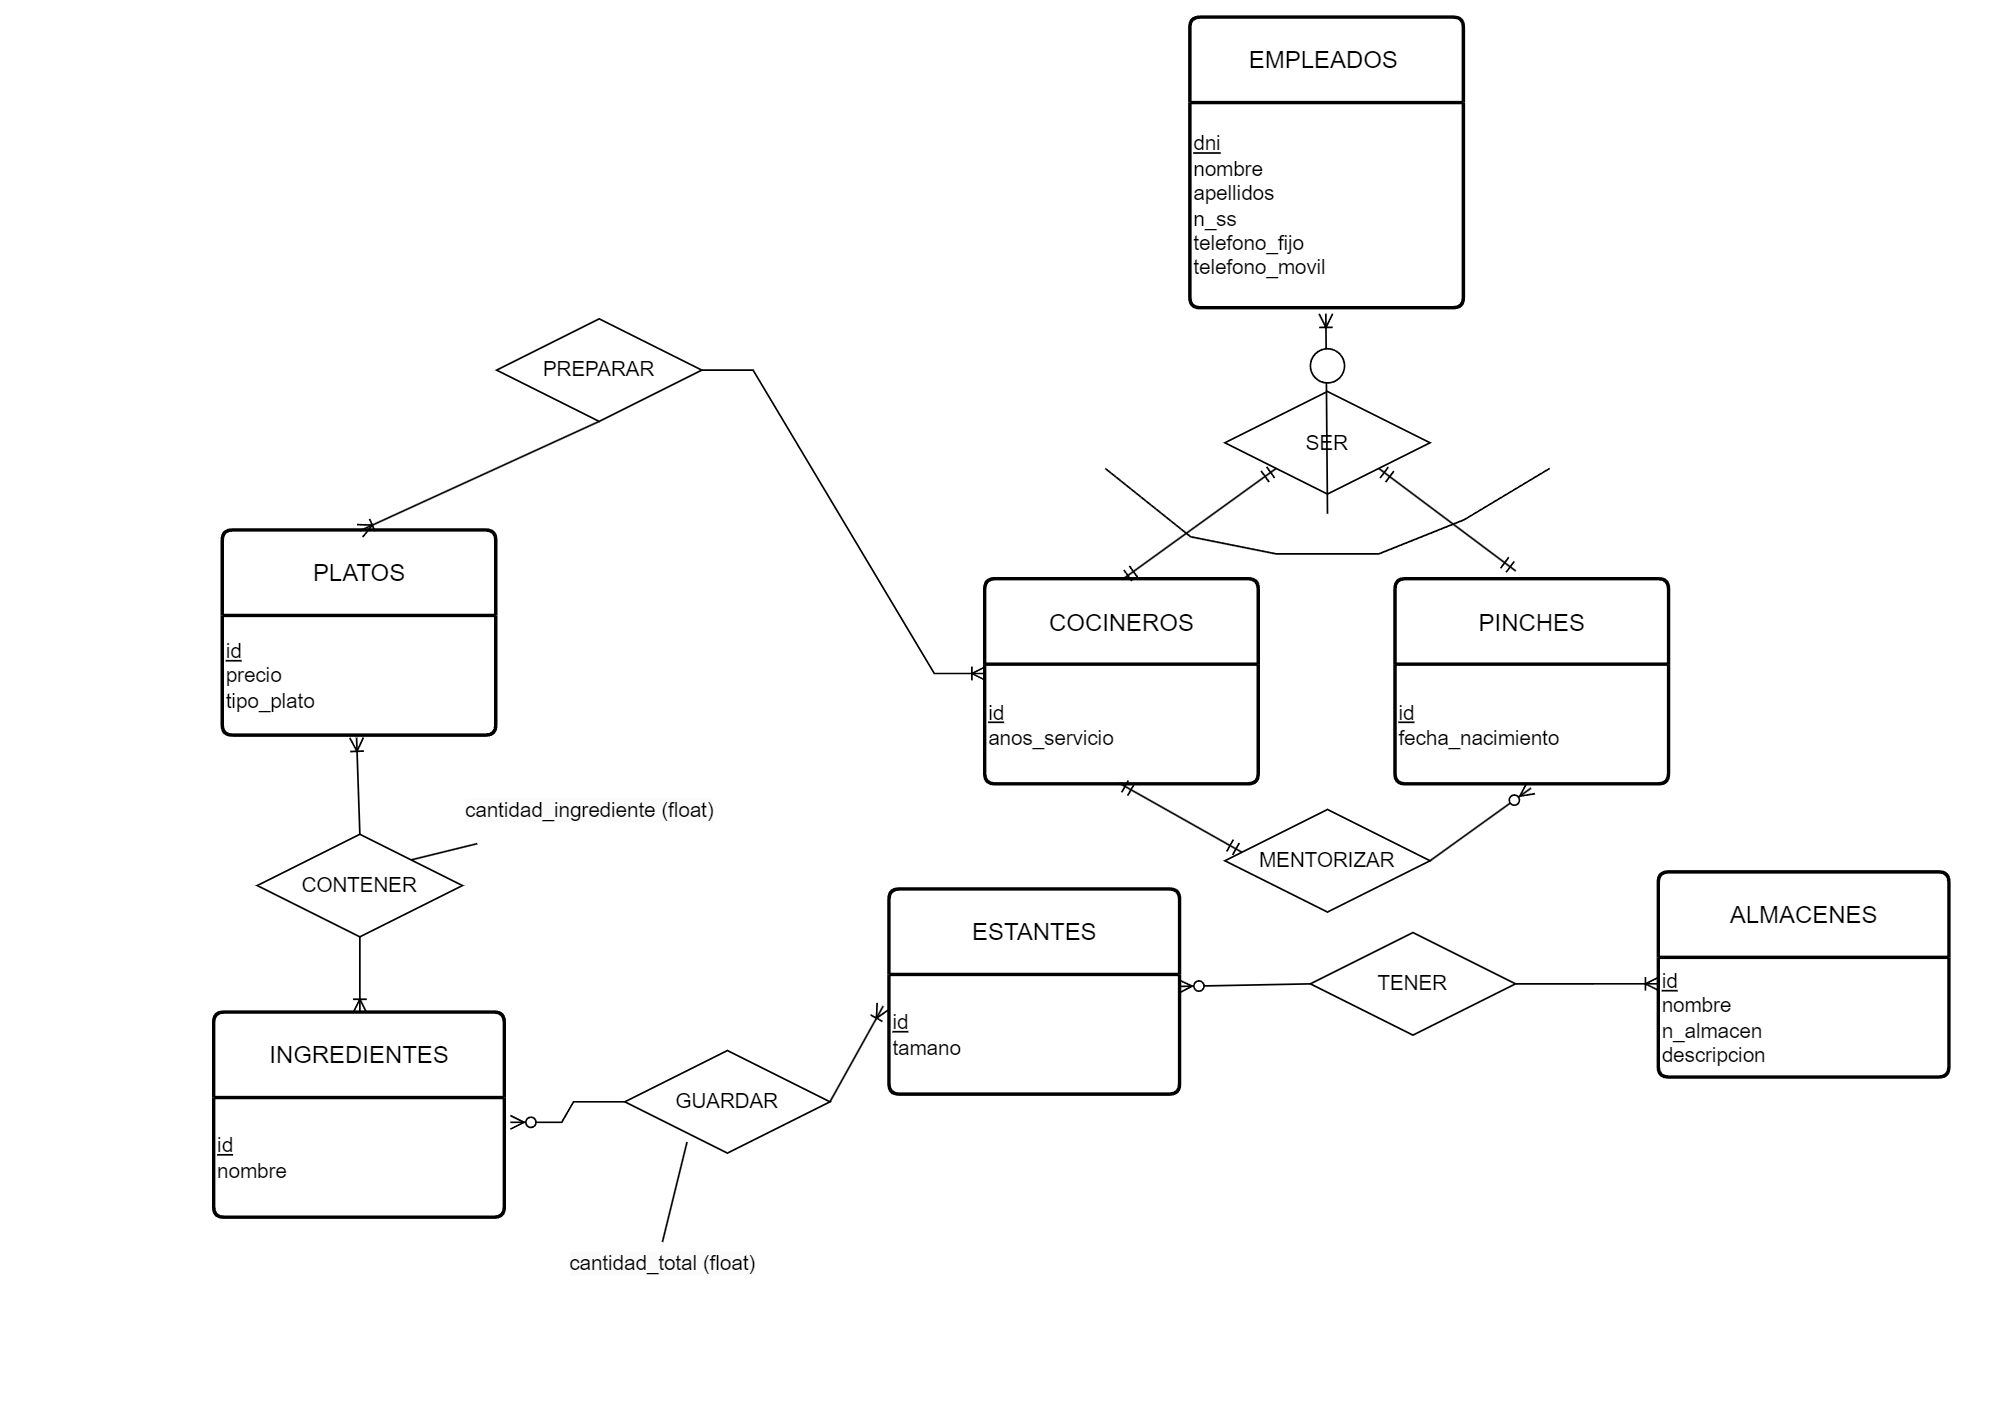 EMPLEADOS
dni
nombre
apellidos
n_ss
telefono_fijo
telefono_movil
PREPARAR
SER
PLATOS
id
precio
tipo_plato
COCINEROS
id
anos_servicio
PINCHES
id
fecha_nacimiento
cantidad_ingrediente (float)
CONTENER
MENTORIZAR
ESTANTES
id
tamano
TENER
ALMACENES
id
nombre
n_almacen
descripcion
INGREDIENTES
id
nombre
GUARDAR
cantidad_total (float)